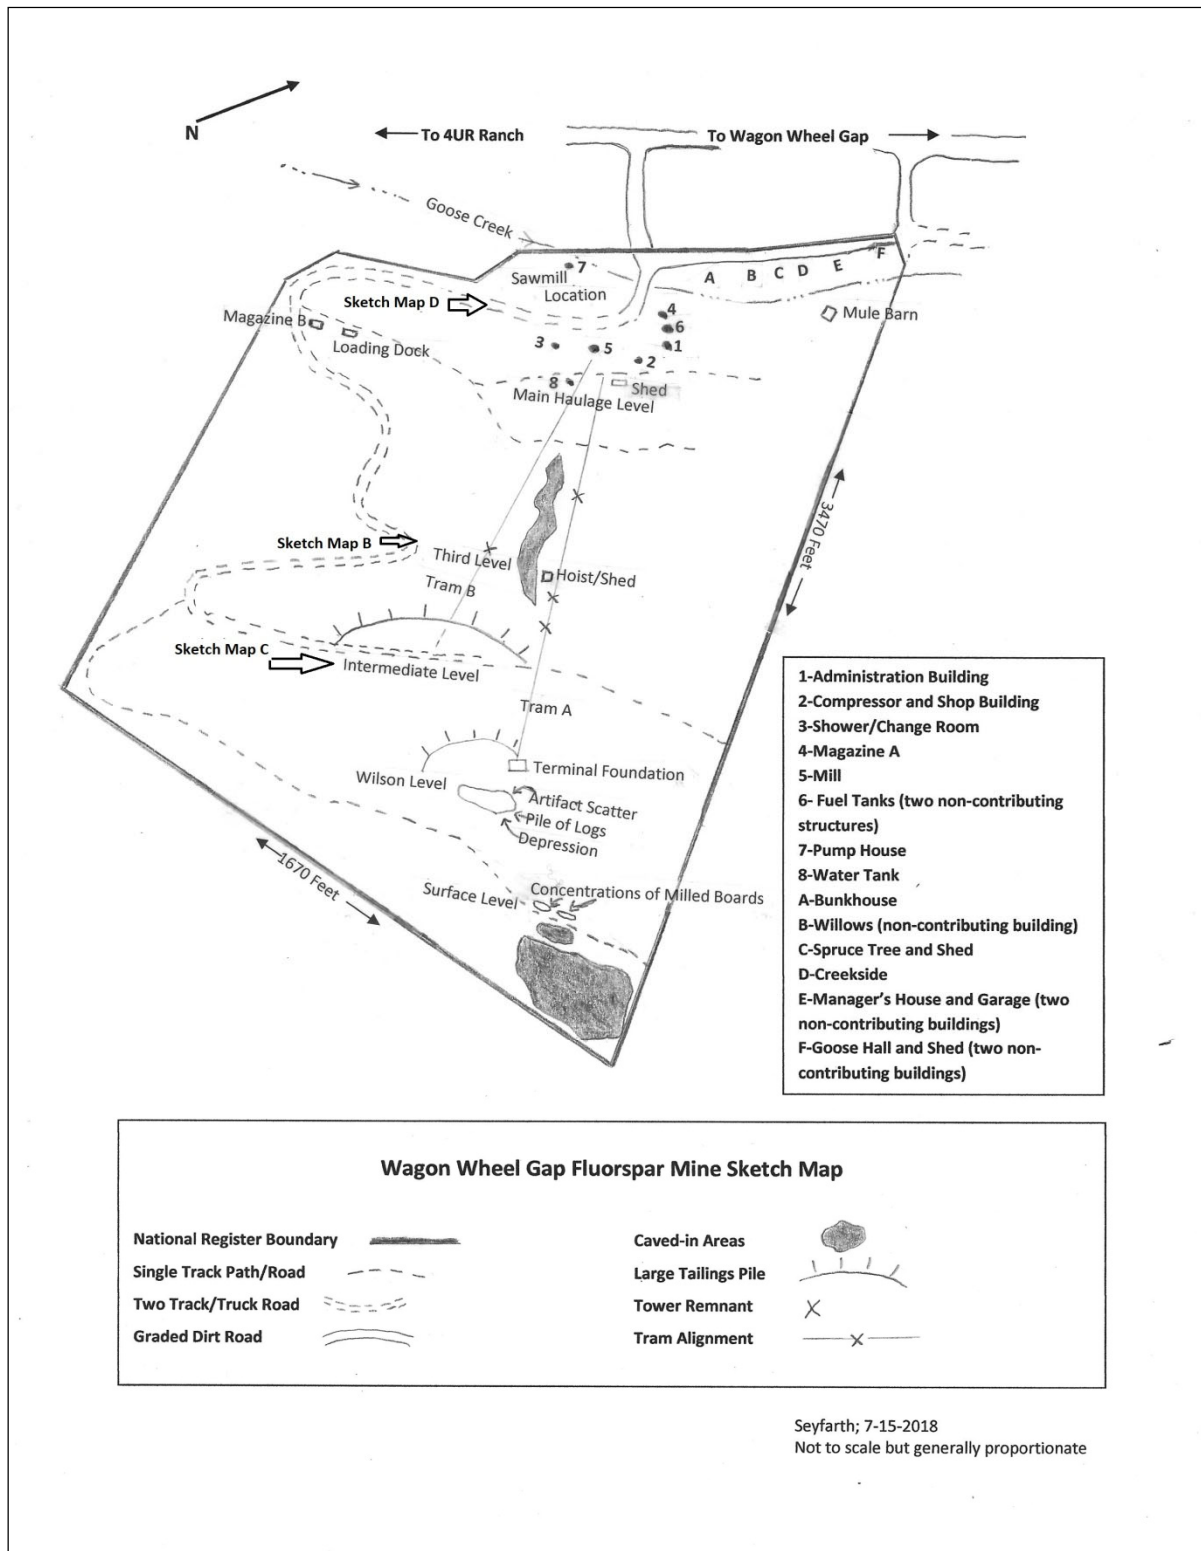 N
To 4UR Ranch
To Wagon Wheel Gap
Goose Creek
7
Sawmill
Location
A
B
C
D
E
F
Sketch Map D
Magazine B
Loading Dock
4
6
1
Mule Barn
3
5
2
8
Shed
Main Haulage Level
3470 Feet
Sketch Map B
Third Level
Hoist/Shed
Tram B
Sketch Map C
Intermediate Level
Tram A
Terminal Foundation
Wilson Level
Artifact Scatter
Pile of Logs
Depression
1670 Feet
Surface Level
Concentrations of Milled Boards
1-Administration Building
2-Compressor and Shop Building
3-Shower/Change Room
4-Magazine A
5-Mill
6- Fuel Tanks (two non-contributing
structures)
7-Pump House
8-Water Tank
A-Bunkhouse
B-Willows (non-contributing building)
C-Spruce Tree and Shed
D-Creekside
E-Manager's House and Garage (two
non-contributing buildings)
F-Goose Hall and Shed (two non-
contributing buildings)
Wagon Wheel Gap Fluorspar Mine Sketch Map
National Register Boundary
Single Track Path/Road
Two Track/Truck Road
Graded Dirt Road
Caved-in Areas
Large Tailings Pile
Tower Remnant
Tram Alignment
Seyfarth; 7-15-2018
Not to scale but generally proportionate